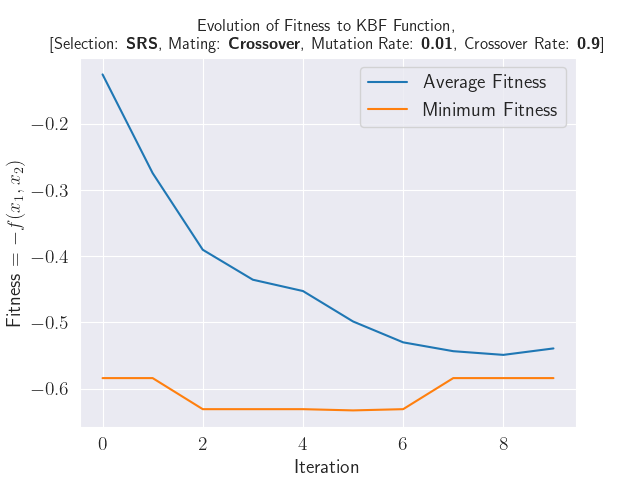 Evolution of Fitness to KBF Function,
[Selection: SRS, Mating: Crossover, Mutation Rate: 0.01, Crossover Rate: 0.9]
Average Fitness
Minimum Fitness
Fitness = −f(x₁, x₂)
−0.2
−0.3
−0.4
−0.5
−0.6
0 2 4 6 8
Iteration